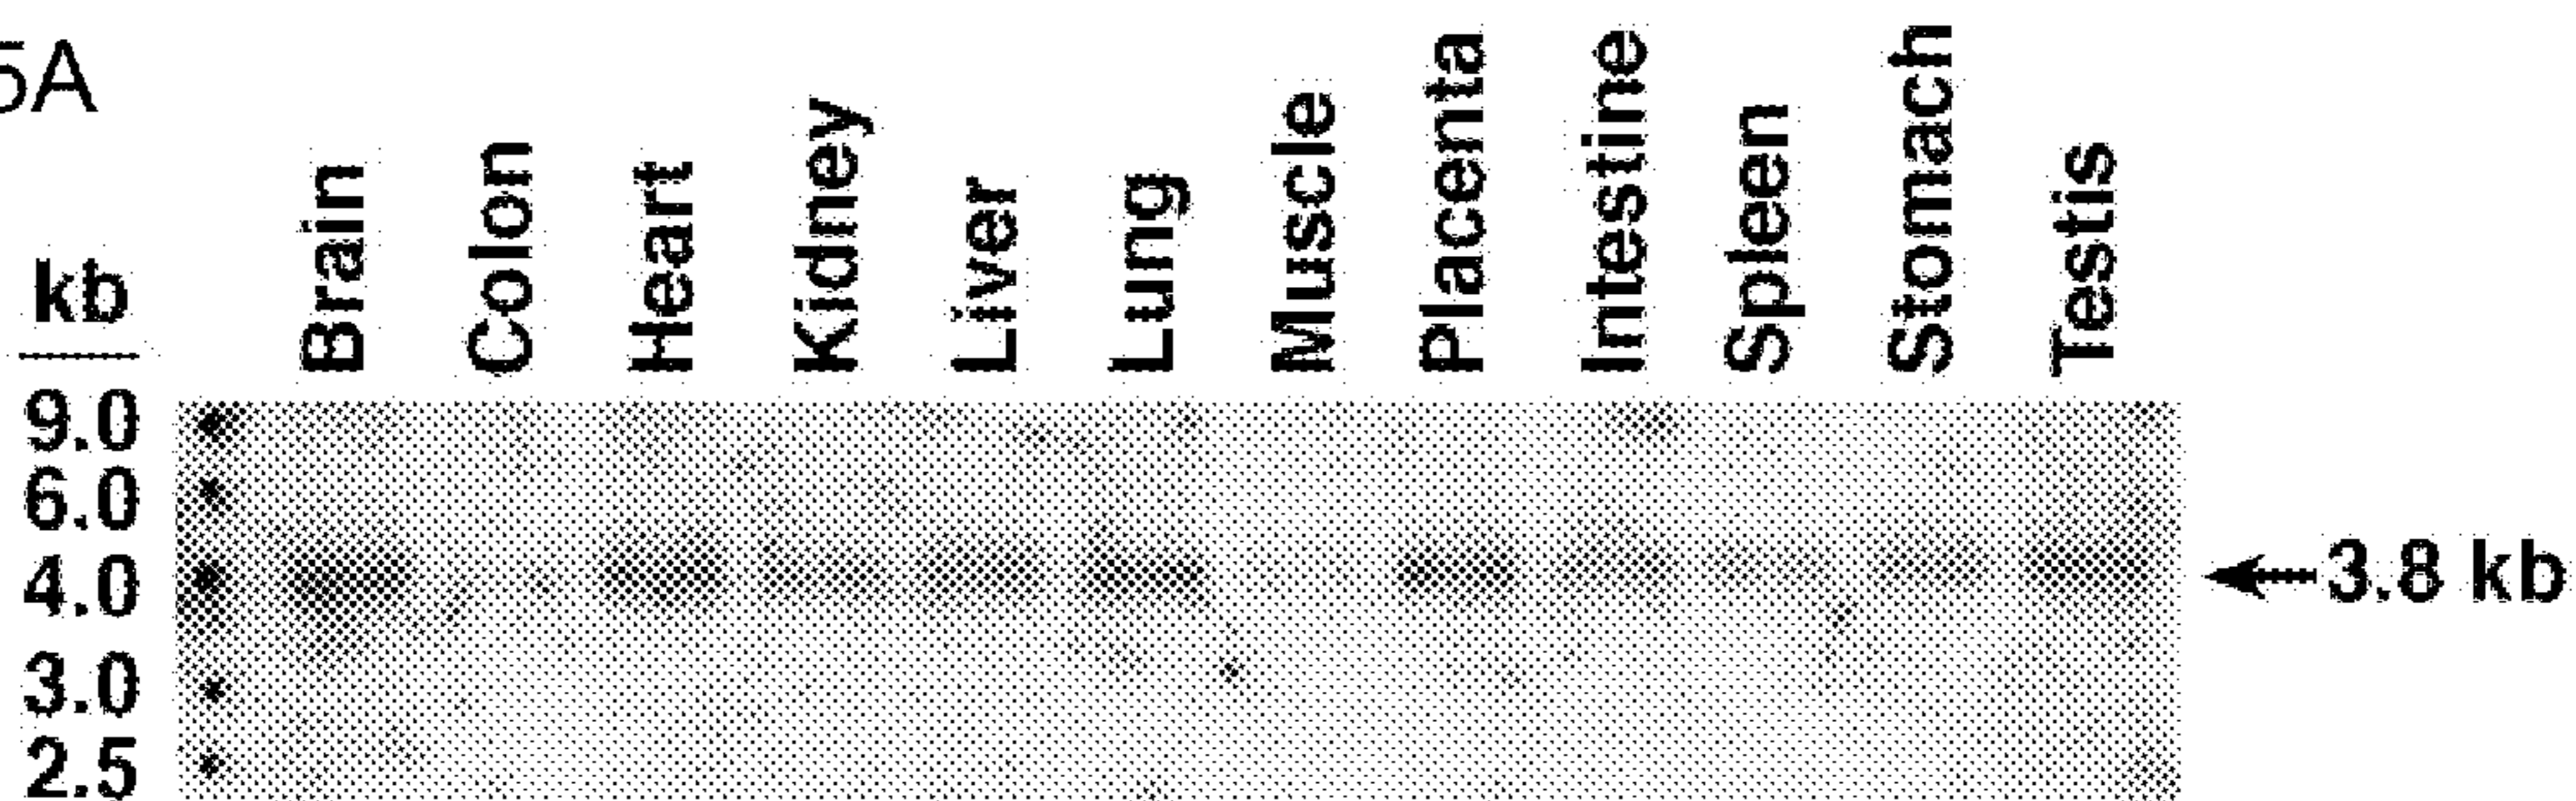 5A
Brain
Colon
Heart
Kidney
Liver
Lung
Muscle
Placenta
Intestine
Spleen
Stomach
Testis
kb
9.0
6.0
4.0
3.0
2.5
3.8 kb